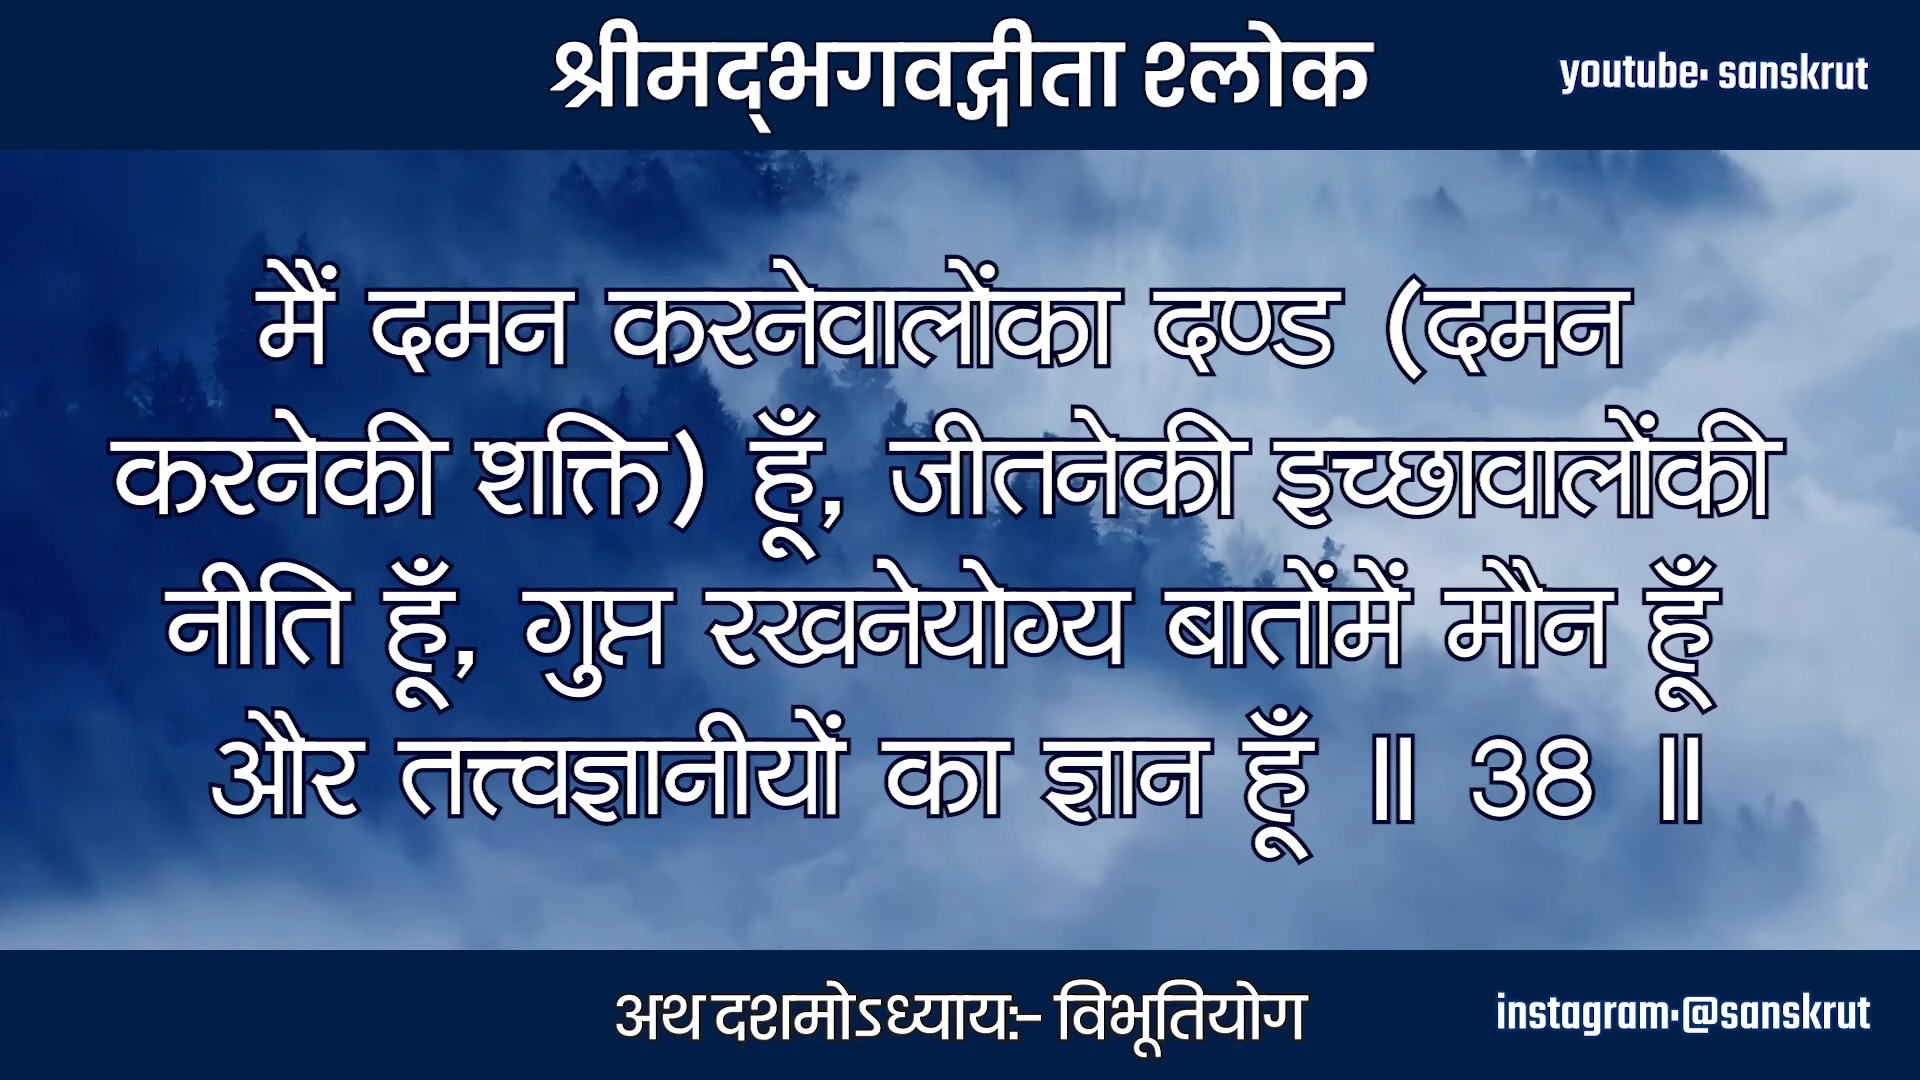 श्रीमद्‌भगवद्गीता श्लोक
youtube: sanskrut
मैं दमन करनेवालोंका दण्ड (दमन
करनेकी शक्ति) हूँ, जीतनेकी इच्छावालोंकी
नीति हूँ, गुप्त रखनेयोग्य बातोंमें मौन हूँ
और तत्त्वज्ञानीयों का ज्ञान हूँ ॥ 38 ॥
अथ दशमोऽध्याय:- विभूतियोग
instagram:@sanskrut